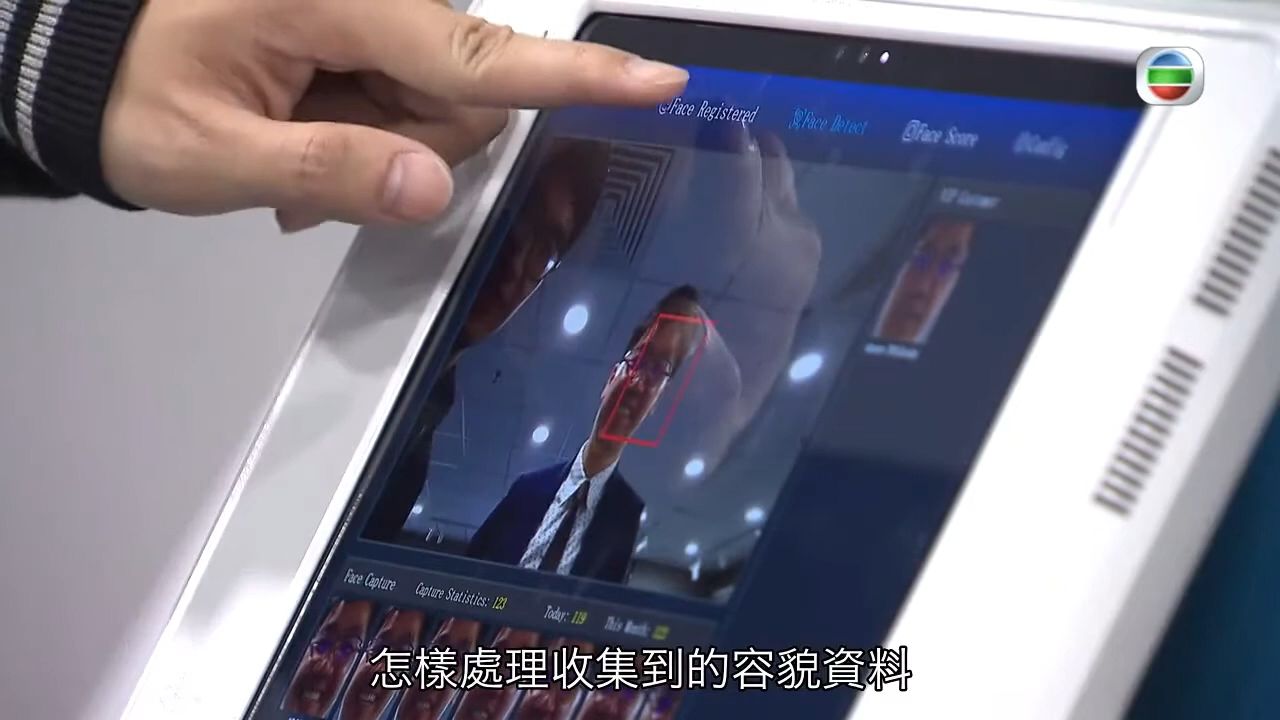 Face Registered
Face Detect
Face Score
Config
Face Capture
Capture Statistics: 123
Today: 119
This Month:
怎樣處理收集到的容貌資料